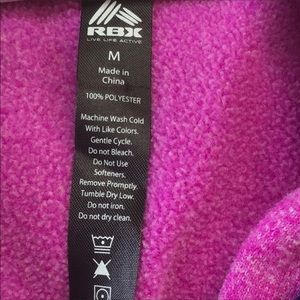 RBX
LIVE LIFE ACTIVE
M
Made in
China
100% POLYESTER
Machine Wash Cold
With Like Colors.
Gentle Cycle.
Do not Bleach.
Do Not Use
Softeners.
Remove Promptly.
Tumble Dry Low.
Do not iron.
Do not dry clean.